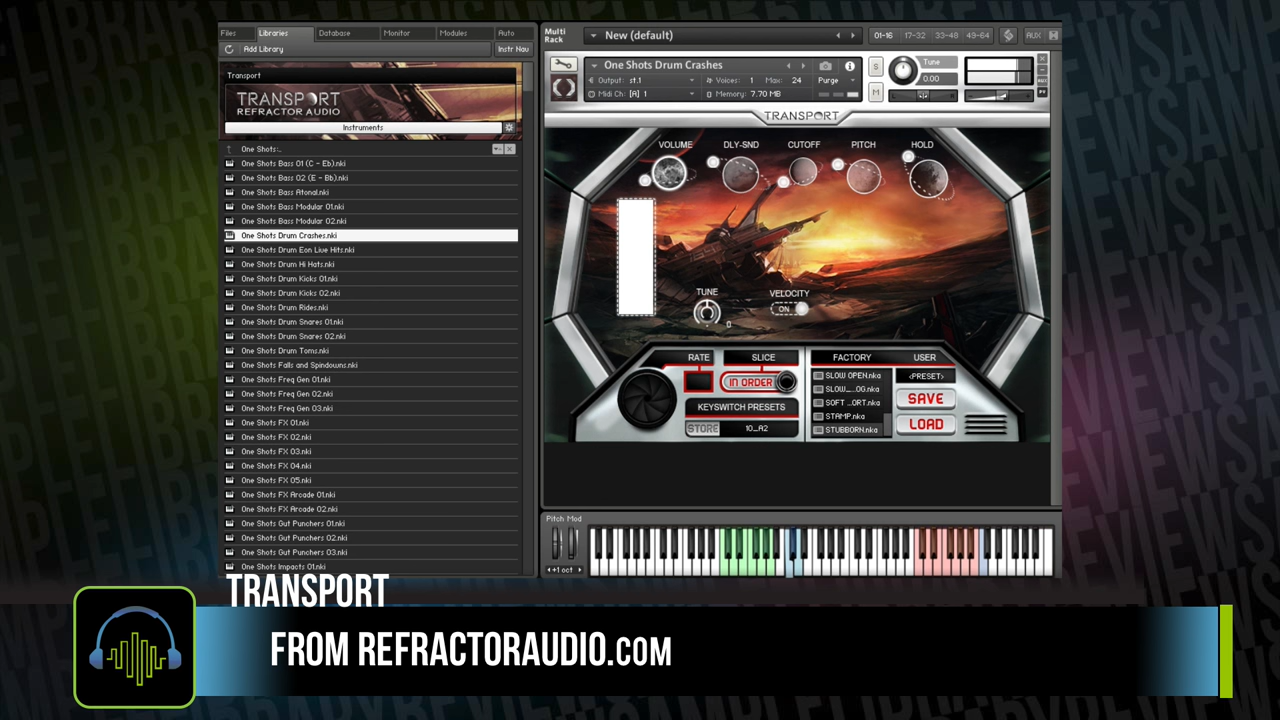 Files
Libraries
Database
Monitor
Modules
Auto
Add Library
Instr Nav
Transport
TRANSPORT
REFRACTOR AUDIO
Instruments
One Shots:..
One Shots Bass 01 (C - Eb).nki
One Shots Bass 02 (E - Bb).nki
One Shots Bass Atonal.nki
One Shots Bass Modular 01.nki
One Shots Bass Modular 02.nki
One Shots Drum Crashes.nki
One Shots Drum Eon Live Hits.nki
One Shots Drum Hi Hats.nki
One Shots Drum Kicks 01.nki
One Shots Drum Kicks 02.nki
One Shots Drum Rides.nki
One Shots Drum Snares 01.nki
One Shots Drum Snares 02.nki
One Shots Drum Toms.nki
One Shots Falls and Spindowns.nki
One Shots Freq Gen 01.nki
One Shots Freq Gen 02.nki
One Shots Freq Gen 03.nki
One Shots FX 01.nki
One Shots FX 02.nki
One Shots FX 03.nki
One Shots FX 04.nki
One Shots FX 05.nki
One Shots FX Arcade 01.nki
One Shots FX Arcade 02.nki
One Shots Gut Punchers 01.nki
One Shots Gut Punchers 02.nki
One Shots Gut Punchers 03.nki
One Shots Impacts 01.nki
Multi
Rack
New (default)
01-16
17-32
33-48
49-64
AUX
One Shots Drum Crashes
Output: st.1
Voices: 1
Max: 24
Purge
Midi Ch: [A] 1
Memory: 7.70 MB
S
M
Tune
0.00
TRANSPORT
VOLUME
DLY-SND
CUTOFF
PITCH
HOLD
TUNE
0
VELOCITY
ON
RATE
SLICE
IN ORDER
KEYSWITCH PRESETS
STORE
10_A2
FACTORY
USER
SLOW OPEN.nka
SLOW_...OG.nka
SOFT ...ORT.nka
STAMP.nka
STUBBORN.nka
<PRESET>
SAVE
LOAD
Pitch Mod
+1 oct
TRANSPORT
FROM REFRACTORAUDIO.COM